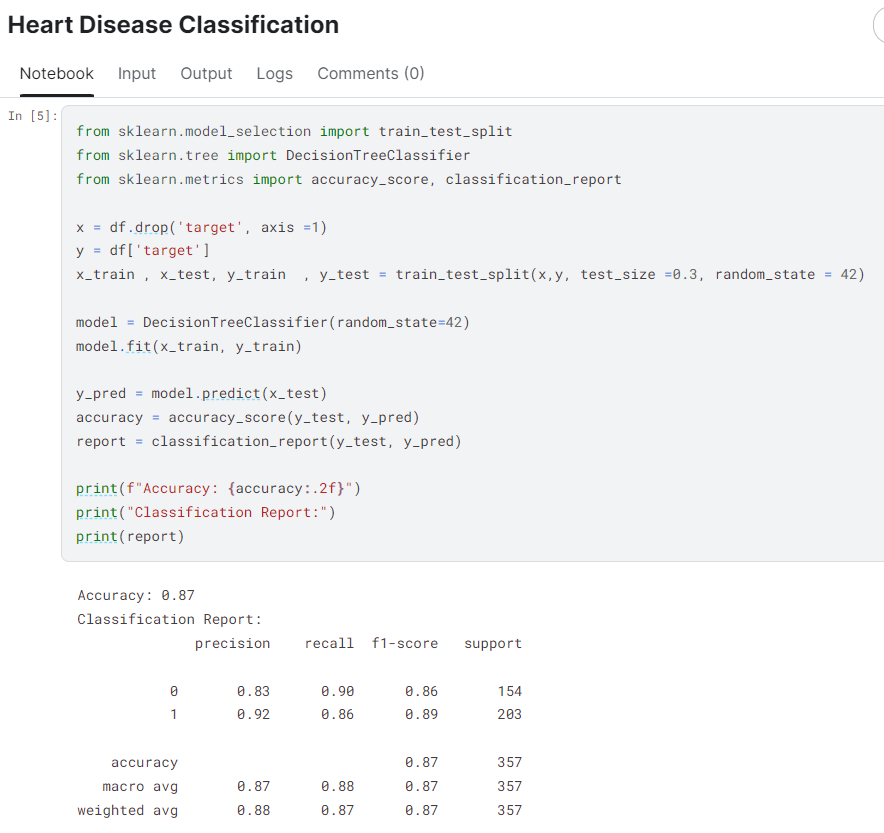 Heart Disease Classification
Notebook Input Output Logs Comments (0)
In [5]:
from sklearn.model_selection import train_test_split
from sklearn.tree import DecisionTreeClassifier
from sklearn.metrics import accuracy_score, classification_report
x = df.drop('target', axis =1)
y = df['target']
x_train , x_test, y_train  , y_test = train_test_split(x,y, test_size =0.3, random_state = 42)
model = DecisionTreeClassifier(random_state=42)
model.fit(x_train, y_train)
y_pred = model.predict(x_test)
accuracy = accuracy_score(y_test, y_pred)
report = classification_report(y_test, y_pred)
print(f"Accuracy: {accuracy:.2f}")
print("Classification Report:")
print(report)
Accuracy: 0.87
Classification Report:
precision recall f1-score support
0 0.83 0.90 0.86 154
1 0.92 0.86 0.89 203
accuracy 0.87 357
macro avg 0.87 0.88 0.87 357
weighted avg 0.88 0.87 0.87 357